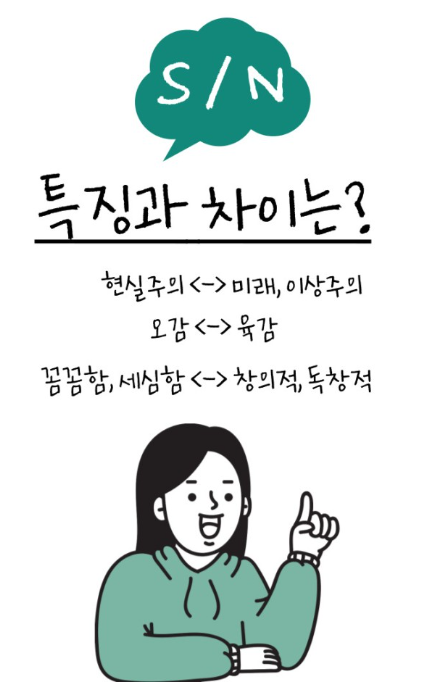 S / N
특징과 차이는?
현실주의 <-> 미래, 이상주의
오감 <-> 육감
꼼꼼함, 세심함 <-> 창의적, 독창적